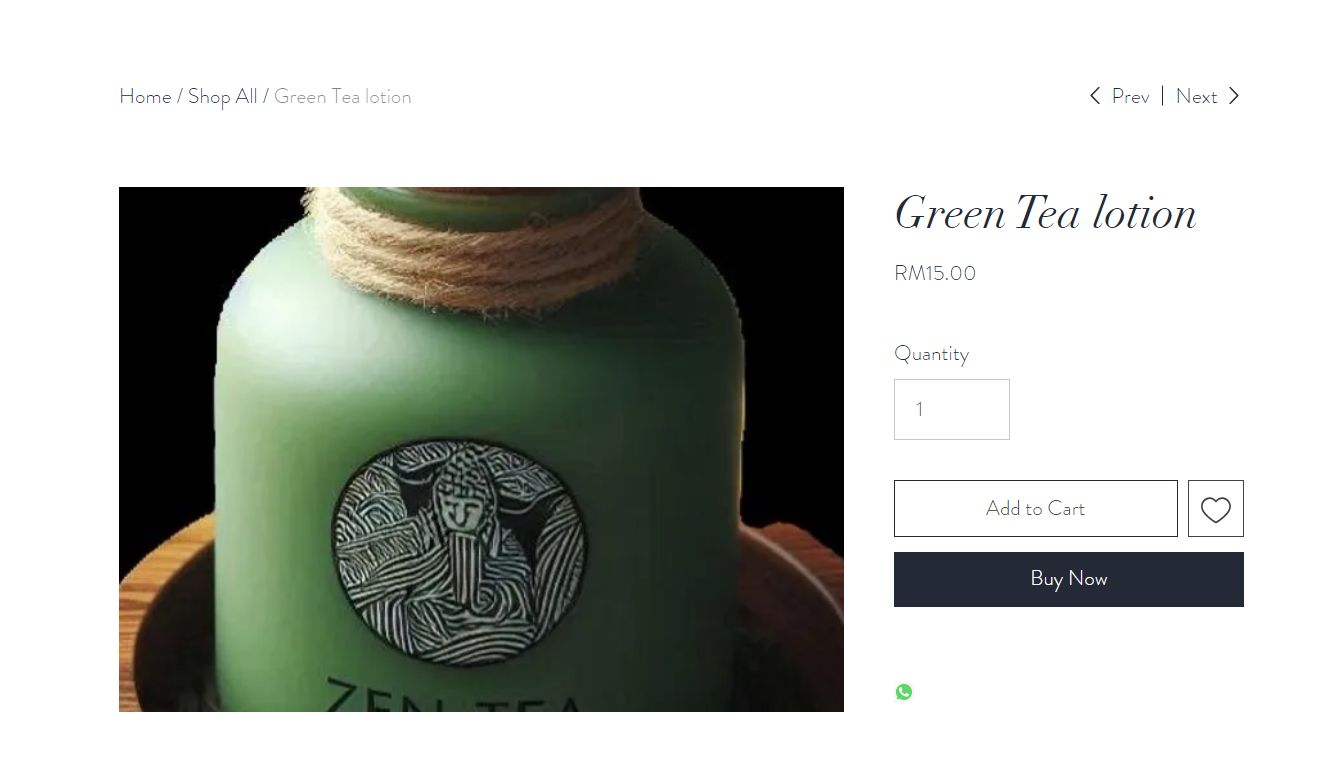 Home / Shop All / Green Tea lotion
Prev | Next
Green Tea lotion
RM15.00
Quantity
1
Add to Cart
Buy Now
ZEN TEA